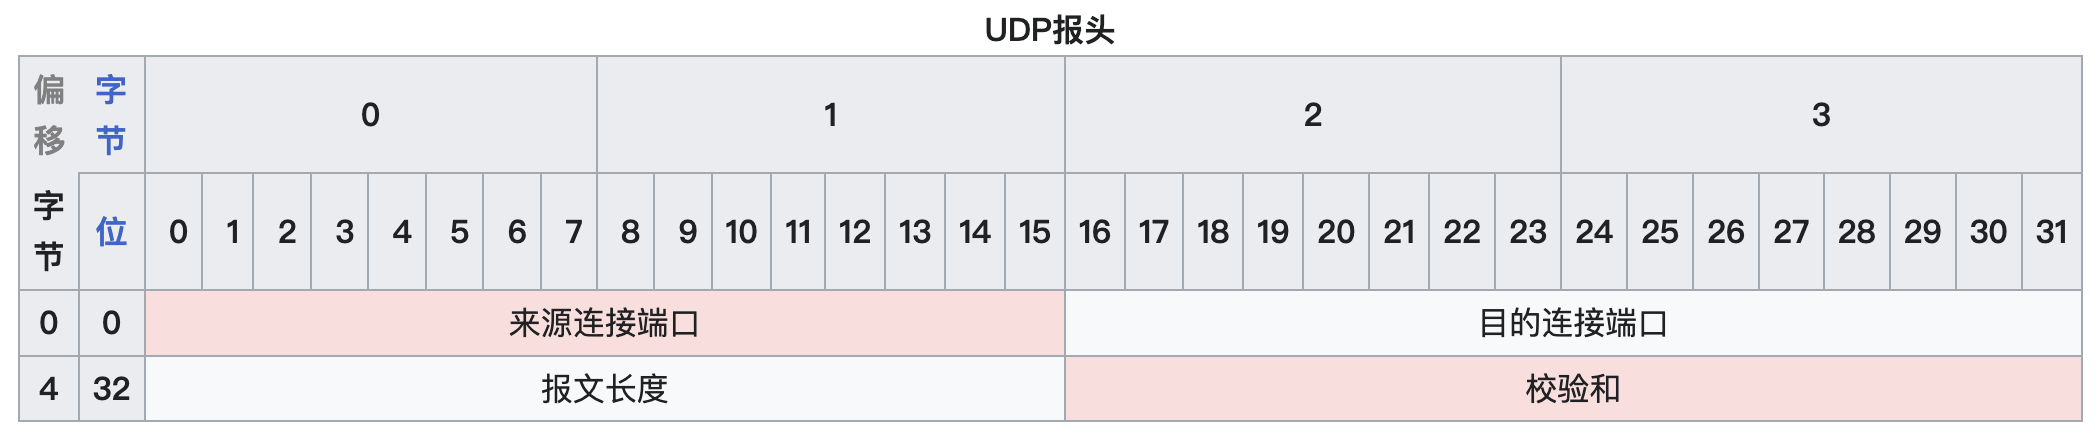 UDP报头
偏移 字节 0 1 2 3
字节 位 0 1 2 3 4 5 6 7 8 9 10 11 12 13 14 15 16 17 18 19 20 21 22 23 24 25 26 27 28 29 30 31
0 0 来源连接端口 目的连接端口
4 32 报文长度 校验和